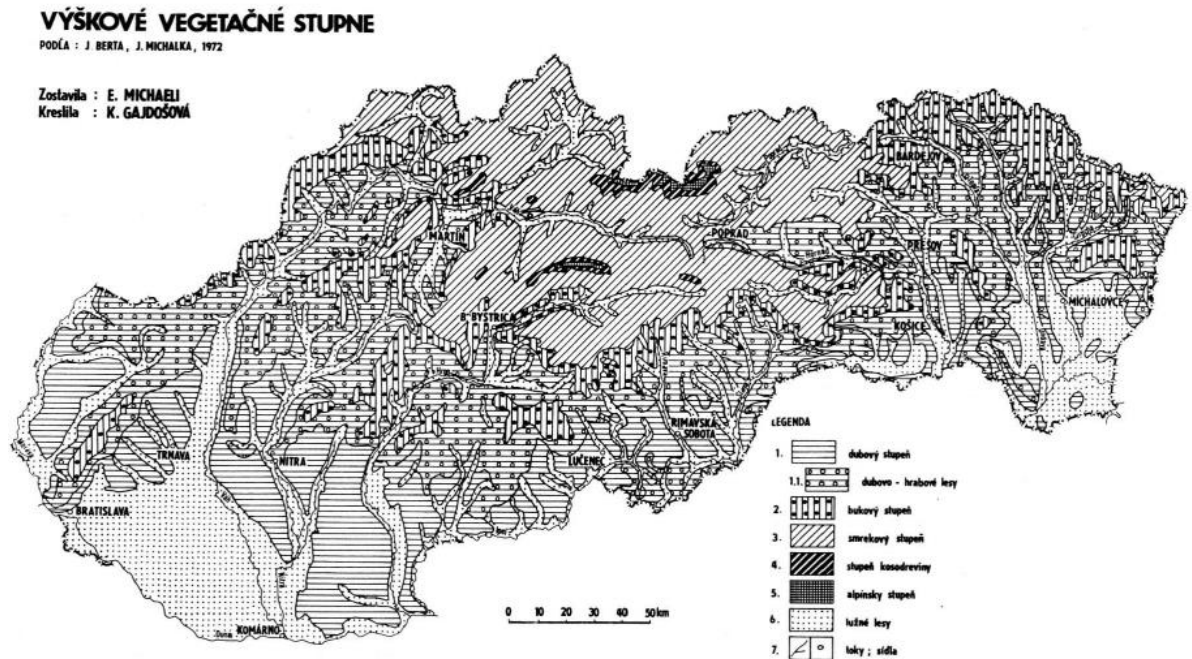 VÝŠKOVÉ VEGETAČNÉ STUPNE
PODĽA : J BERTA, J. MICHALKA, 1972
Zostavila : E. MICHAELI
Kreslila : K. GAJDOŠOVÁ
BARDEJOV
MARTIN
POPRAD
PREŠOV
MICHALOVCE
B. BYSTRICA
KOŠICE
RIMAVSKÁ
SOBOTA
TRNAVA
NITRA
LUČENEC
BRATISLAVA
KOMÁRNO
Dunaj
LEGENDA
1. dubový stupeň
1.1. dubovo - hrabové lesy
2. bukový stupeň
3. smrekový stupeň
4. stupeň kosodreviny
5. alpínsky stupeň
6. lužné lesy
7. toky ; sídla
0 10 20 30 40 50km